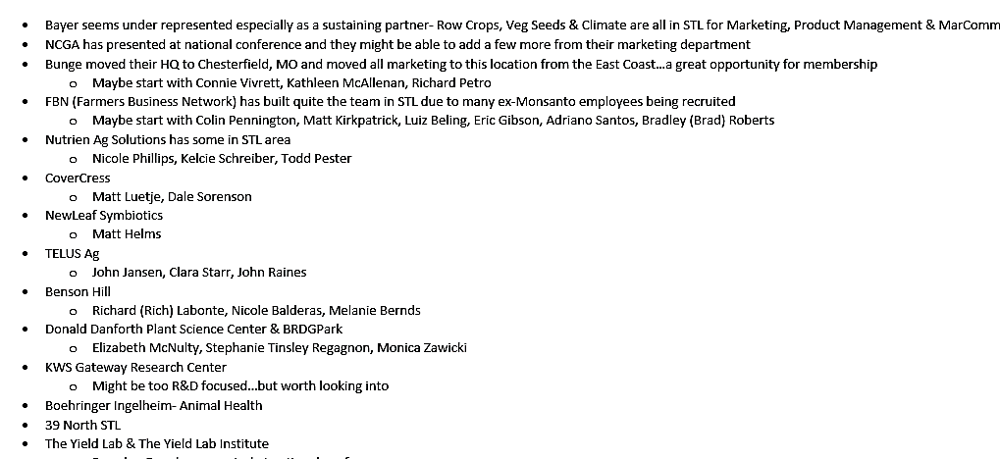 • Bayer seems under represented especially as a sustaining partner- Row Crops, Veg Seeds & Climate are all in STL for Marketing, Product Management & MarComm
• NCGA has presented at national conference and they might be able to add a few more from their marketing department
• Bunge moved their HQ to Chesterfield, MO and moved all marketing to this location from the East Coast...a great opportunity for membership
o Maybe start with Connie Vivrett, Kathleen McAllenan, Richard Petro
• FBN (Farmers Business Network) has built quite the team in STL due to many ex-Monsanto employees being recruited
o Maybe start with Colin Pennington, Matt Kirkpatrick, Luiz Beling, Eric Gibson, Adriano Santos, Bradley (Brad) Roberts
• Nutrien Ag Solutions has some in STL area
o Nicole Phillips, Kelcie Schreiber, Todd Pester
• CoverCress
o Matt Luetje, Dale Sorenson
• NewLeaf Symbiotics
o Matt Helms
• TELUS Ag
o John Jansen, Clara Starr, John Raines
• Benson Hill
o Richard (Rich) Labonte, Nicole Balderas, Melanie Bernds
• Donald Danforth Plant Science Center & BRDGPark
o Elizabeth McNulty, Stephanie Tinsley Regagnon, Monica Zawicki
• KWS Gateway Research Center
o Might be too R&D focused...but worth looking into
• Boehringer Ingelheim- Animal Health
• 39 North STL
• The Yield Lab & The Yield Lab Institute